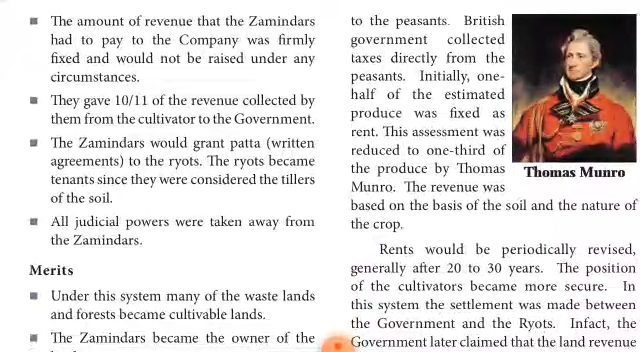 The amount of revenue that the Zamindars
had to pay to the Company was firmly
fixed and would not be raised under any
circumstances.
They gave 10/11 of the revenue collected by
them from the cultivator to the Government.
The Zamindars would grant patta (written
agreements) to the ryots. The ryots became
tenants since they were considered the tillers
of the soil.
All judicial powers were taken away from
the Zamindars.
Merits
Under this system many of the waste lands
and forests became cultivable lands.
The Zamindars became the owner of the
to the peasants. British
government collected
taxes directly from the
peasants. Initially, one-
half of the estimated
produce was fixed as
rent. This assessment was
reduced to one-third of
the produce by Thomas
Munro. The revenue was
based on the basis of the soil and the nature of
the crop.
Thomas Munro
Rents would be periodically revised,
generally after 20 to 30 years. The position
of the cultivators became more secure. In
this system the settlement was made between
the Government and the Ryots. Infact, the
Government later claimed that the land revenue